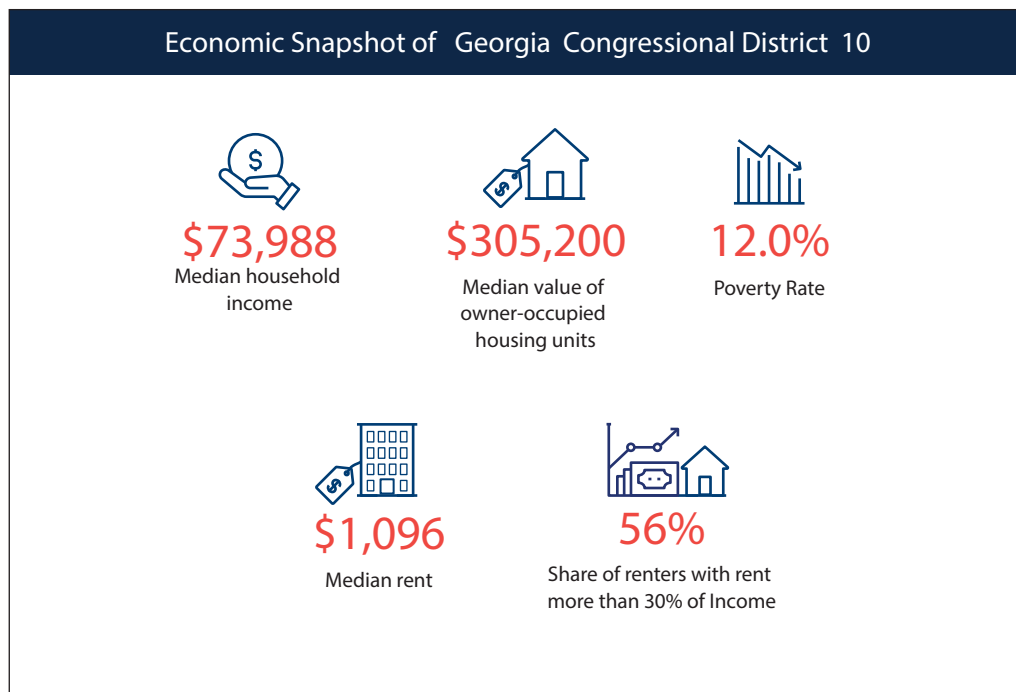 Economic Snapshot of Georgia Congressional District 10
$
$73,988
Median household
income
$
$305,200
Median value of
owner-occupied
housing units
12.0%
Poverty Rate
$
$1,096
Median rent
56%
Share of renters with rent
more than 30% of Income